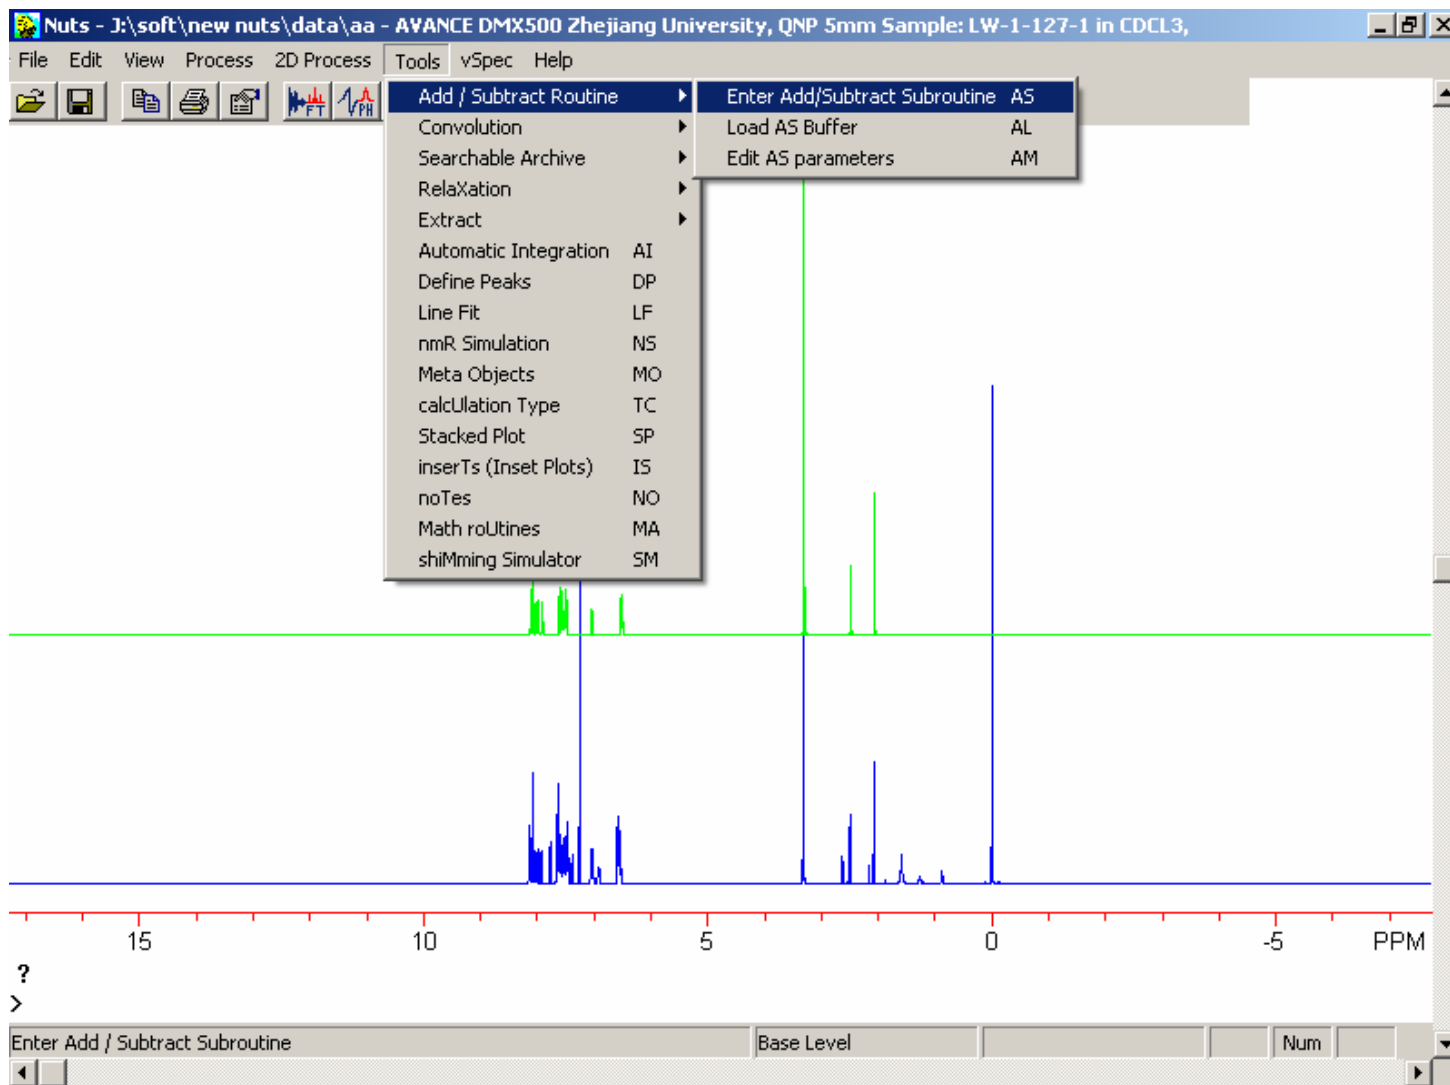 Nuts - J:\soft\new nuts\data\aa - AVANCE DMX500 Zhejiang University, QNP 5mm Sample: LW-1-127-1 in CDCL3,
File Edit View Process 2D Process Tools vSpec Help
FT PH
Add / Subtract Routine
Enter Add/Subtract Subroutine AS
Convolution
Load AS Buffer AL
Searchable Archive
Edit AS parameters AM
RelaXation
Extract
Automatic Integration AI
Define Peaks DP
Line Fit LF
nmR Simulation NS
Meta Objects MO
calcUlation Type TC
Stacked Plot SP
inserTs (Inset Plots) IS
noTes NO
Math roUtines MA
shiMming Simulator SM
15 10 5 0 -5 PPM
?
>
Enter Add / Subtract Subroutine Base Level Num